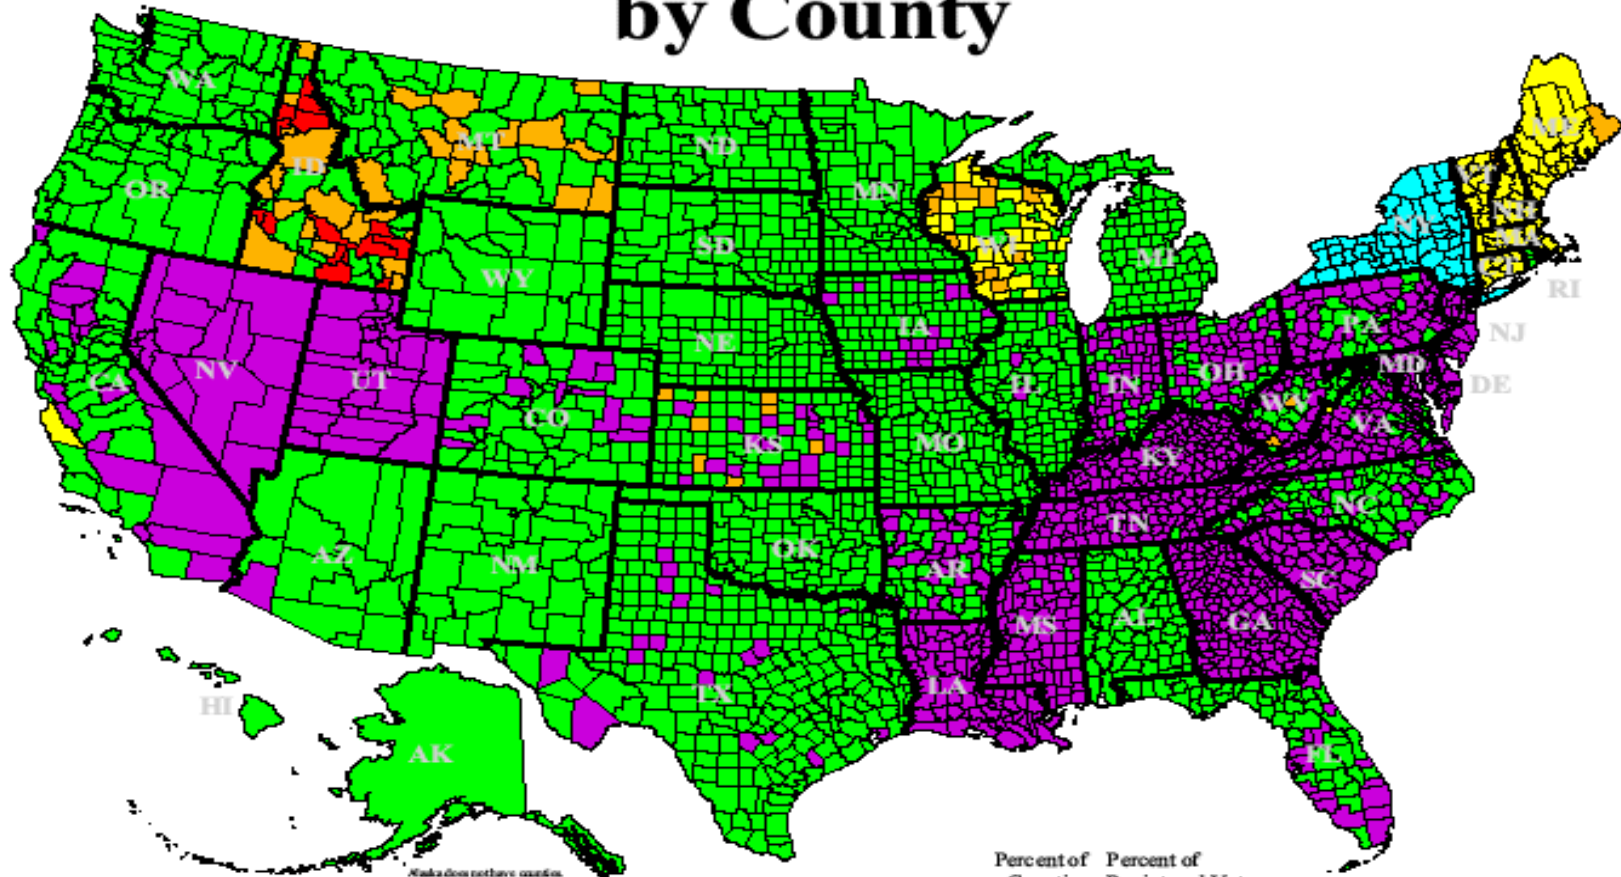 by County
WA
MT
ND
MN
ME
ID
OR
VT
NH
NY
MA
WI
SD
MI
CT
WY
RI
IA
NE
PA
NJ
NV
UT
IL
IN
OH
MD
DE
CA
CO
WV
KS
MO
VA
KY
NC
TN
AZ
NM
OK
AR
SC
MS
AL
GA
LA
TX
HI
AK
FL
Percent of Percent of